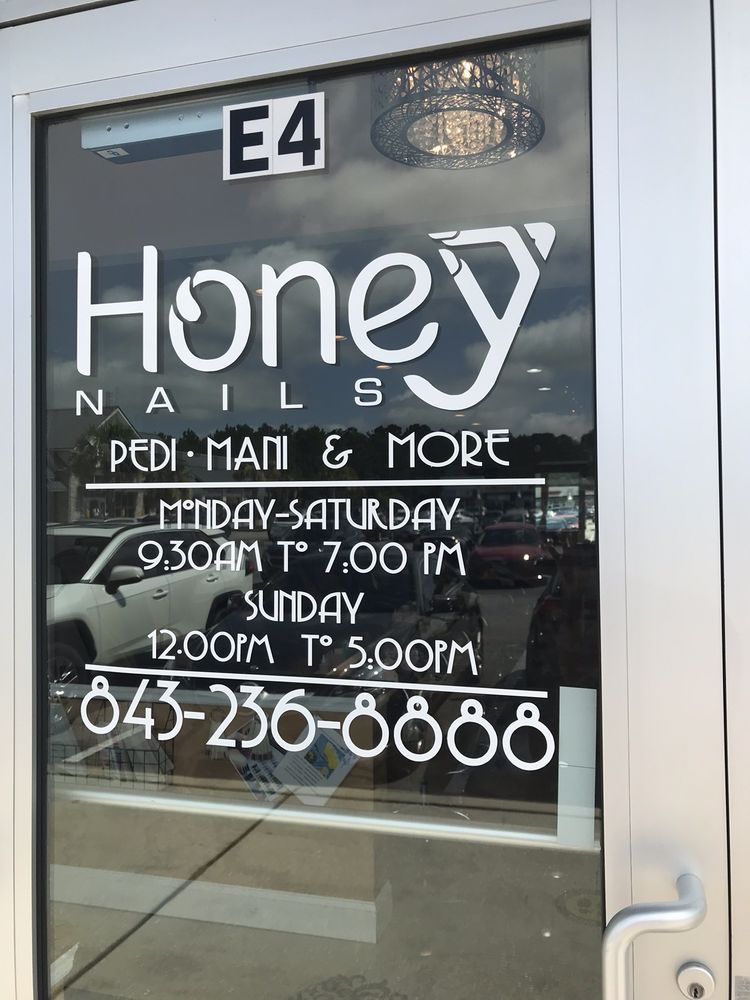 E4
Honey
NAILS
PEDI · MANI & MORE
MONDAY-SATURDAY
9:30AM TO 7:00 PM
SUNDAY
12:00PM TO 5:00PM
843-236-8888